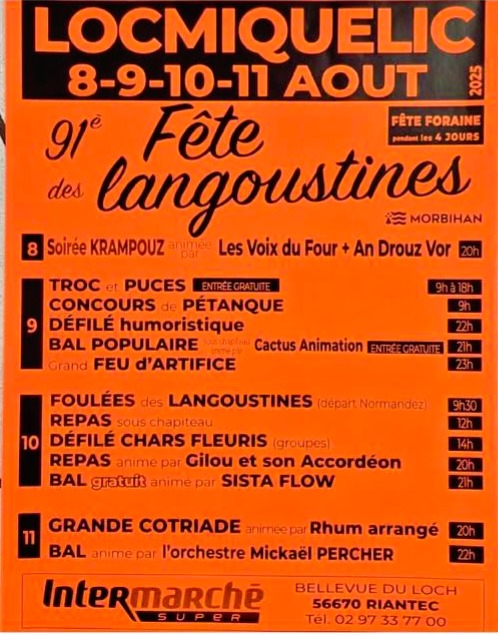 LOCMIQUELIC
8-9-10-11 AOUT 2025
91e Fête
des langoustines
FÊTE FORAINE
pendant les 4 JOURS
MORBIHAN
8 Soirée KRAMPOUZ animée par Les Voix du Four + An Drouz Vor 20h
9
TROC et PUCES ENTRÉE GRATUITE 9h à 18h
CONCOURS de PÉTANQUE 9h
DÉFILÉ humoristique 22h
BAL POPULAIRE sous chapiteau animé par Cactus Animation ENTRÉE GRATUITE 21h
Grand FEU d'ARTIFICE 23h
10
FOULÉES des LANGOUSTINES (départ Normandez) 9h30
REPAS sous chapiteau 12h
DÉFILÉ CHARS FLEURIS (groupes) 14h
REPAS animé par Gilou et son Accordéon 20h
BAL gratuit animé par SISTA FLOW 21h
11
GRANDE COTRIADE animée par Rhum arrangé 20h
BAL animé par l'orchestre Mickaël PERCHER 22h
Intermarché
SUPER
BELLEVUE DU LOCH
56670 RIANTEC
Tél. 02 97 33 77 00